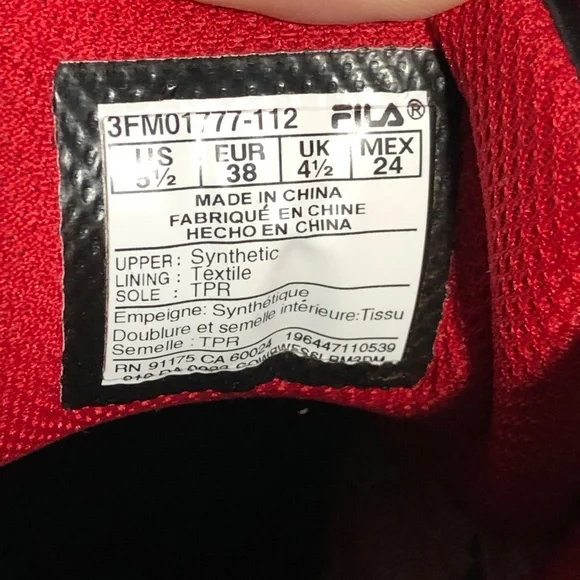 3FM01777-112 FILA®
US EUR UK MEX
5½ 38 4½ 24
MADE IN CHINA
FABRIQUÉ EN CHINE
HECHO EN CHINA
UPPER: Synthetic
LINING: Textile
SOLE : TPR
Empeigne: Synthétique
Doublure et semelle intérieure:Tissu
Semelle :TPR
RN 91175 CA 60024 196447110539